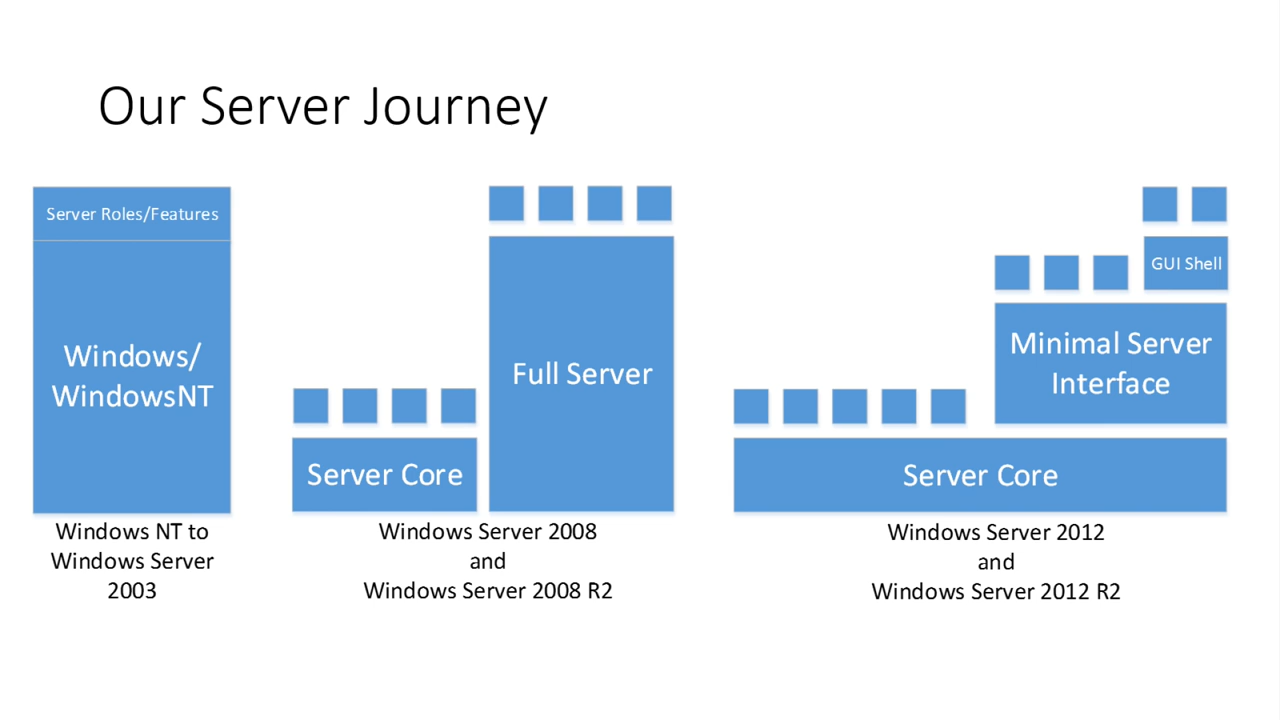 Our Server Journey
Server Roles/Features
Windows/
WindowsNT
Windows NT to
Windows Server
2003
Server Core
Full Server
Windows Server 2008
and
Windows Server 2008 R2
GUI Shell
Minimal Server
Interface
Server Core
Windows Server 2012
and
Windows Server 2012 R2